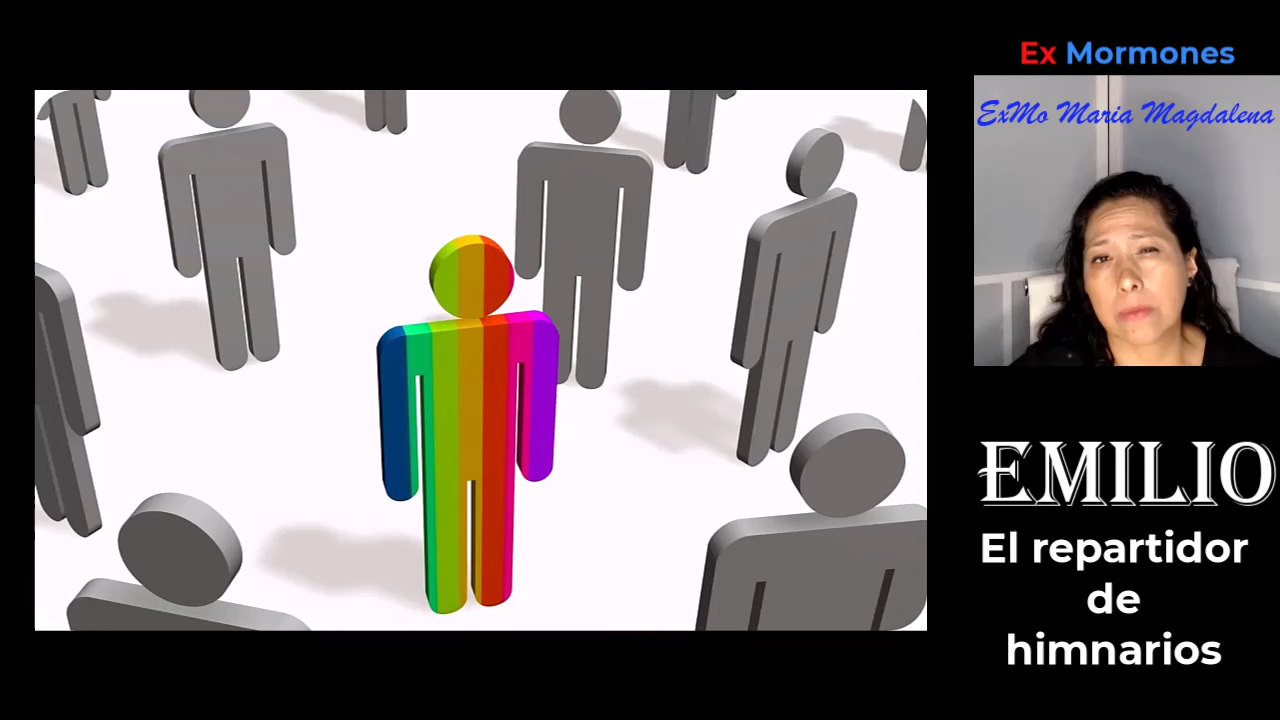 Ex Mormones
ExMo Maria Magdalena
EMILIO
El repartidor
de
himnarios